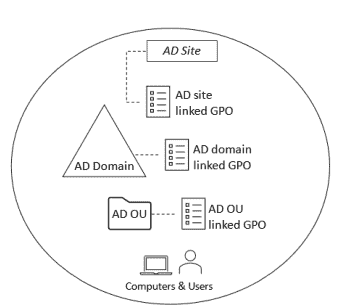 AD Site
AD site
linked GPO
AD Domain
AD domain
linked GPO
AD OU
AD OU
linked GPO
Computers & Users